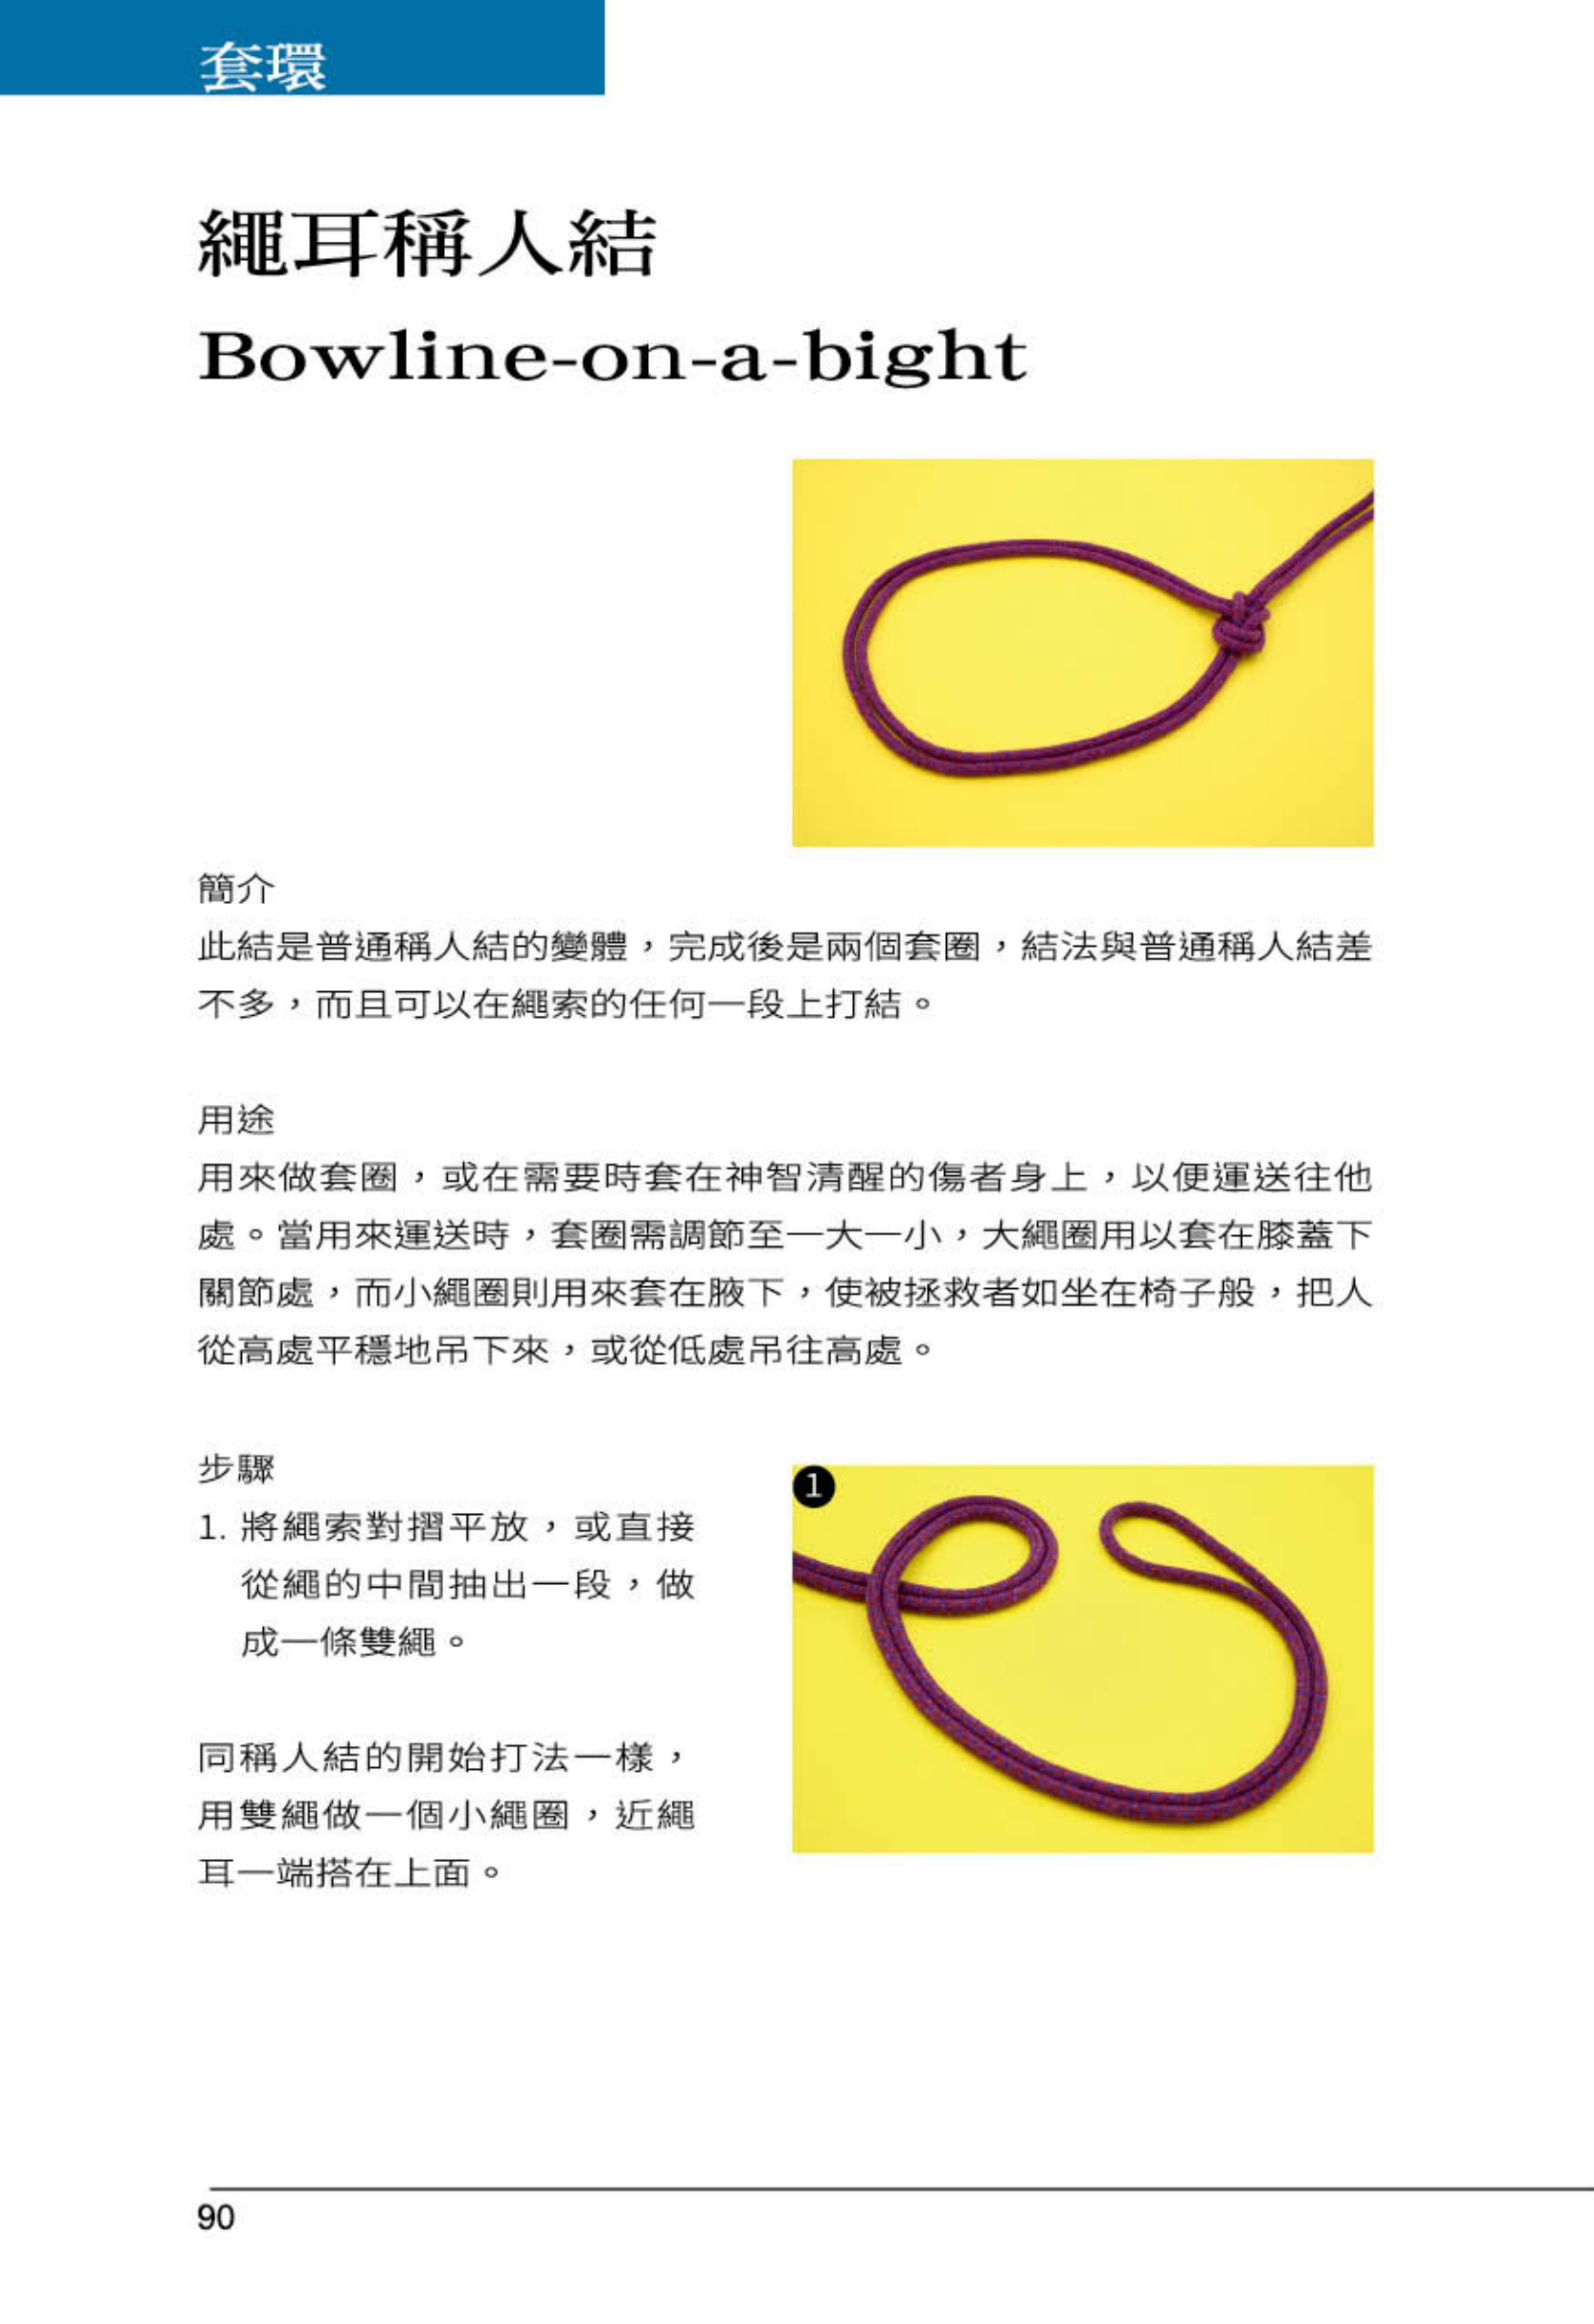 套環
繩耳稱人結
Bowline-on-a-bight
簡介
此結是普通稱人結的變體，完成後是兩個套圈，結法與普通稱人結差
不多，而且可以在繩索的任何一段上打結。
用途
用來做套圈，或在需要時套在神智清醒的傷者身上，以便運送往他
處。當用來運送時，套圈需調節至一大一小，大繩圈用以套在膝蓋下
關節處，而小繩圈則用來套在腋下，使被拯救者如坐在椅子般，把人
從高處平穩地吊下來，或從低處吊往高處。
步驟
1. 將繩索對摺平放，或直接
從繩的中間抽出一段，做
成一條雙繩。
同稱人結的開始打法一樣，
用雙繩做一個小繩圈，近繩
耳一端搭在上面。
1
90